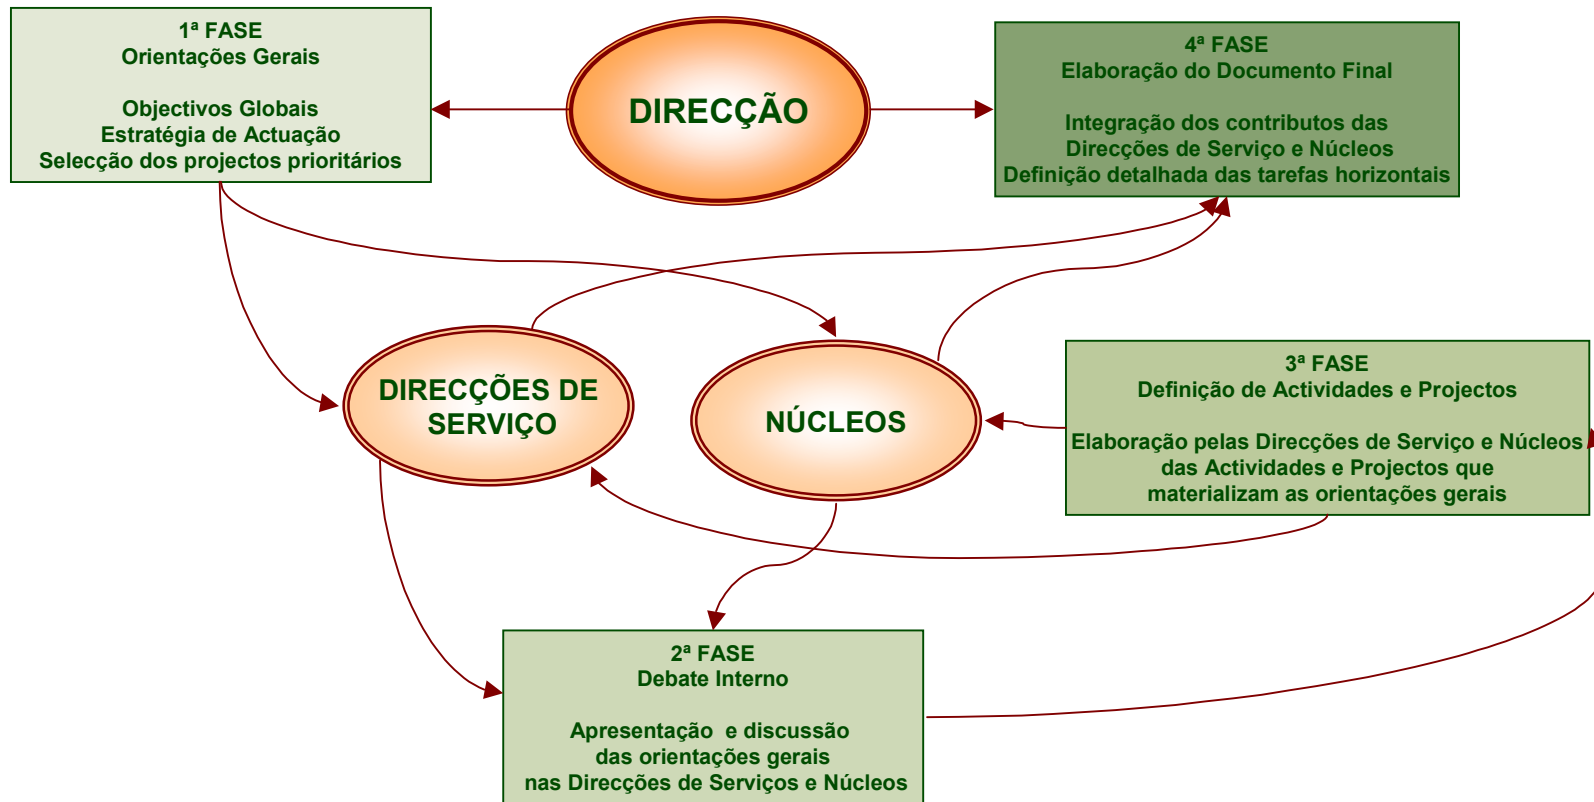 1ª FASE
Orientações Gerais
Objectivos Globais
Estratégia de Actuação
Selecção dos projectos prioritários
DIRECÇÃO
4ª FASE
Elaboração do Documento Final
Integração dos contributos das
Direcções de Serviço e Núcleos
Definição detalhada das tarefas horizontais
DIRECÇÕES DE
SERVIÇO
NÚCLEOS
3ª FASE
Definição de Actividades e Projectos
Elaboração pelas Direcções de Serviço e Núcleos
das Actividades e Projectos que
materializam as orientações gerais
2ª FASE
Debate Interno
Apresentação e discussão
das orientações gerais
nas Direcções de Serviços e Núcleos